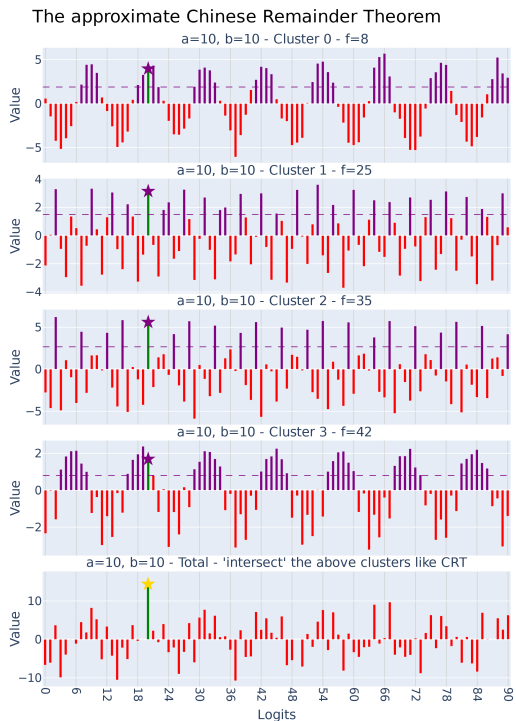 The approximate Chinese Remainder Theorem
a=10, b=10 - Cluster 0 - f=8
5
0
−5
Value
a=10, b=10 - Cluster 1 - f=25
4
2
0
−2
−4
Value
a=10, b=10 - Cluster 2 - f=35
5
0
−5
Value
a=10, b=10 - Cluster 3 - f=42
2
0
−2
Value
a=10, b=10 - Total - 'intersect' the above clusters like CRT
10
0
−10
Value
0 6 12 18 24 30 36 42 48 54 60 66 72 78 84 90
Logits